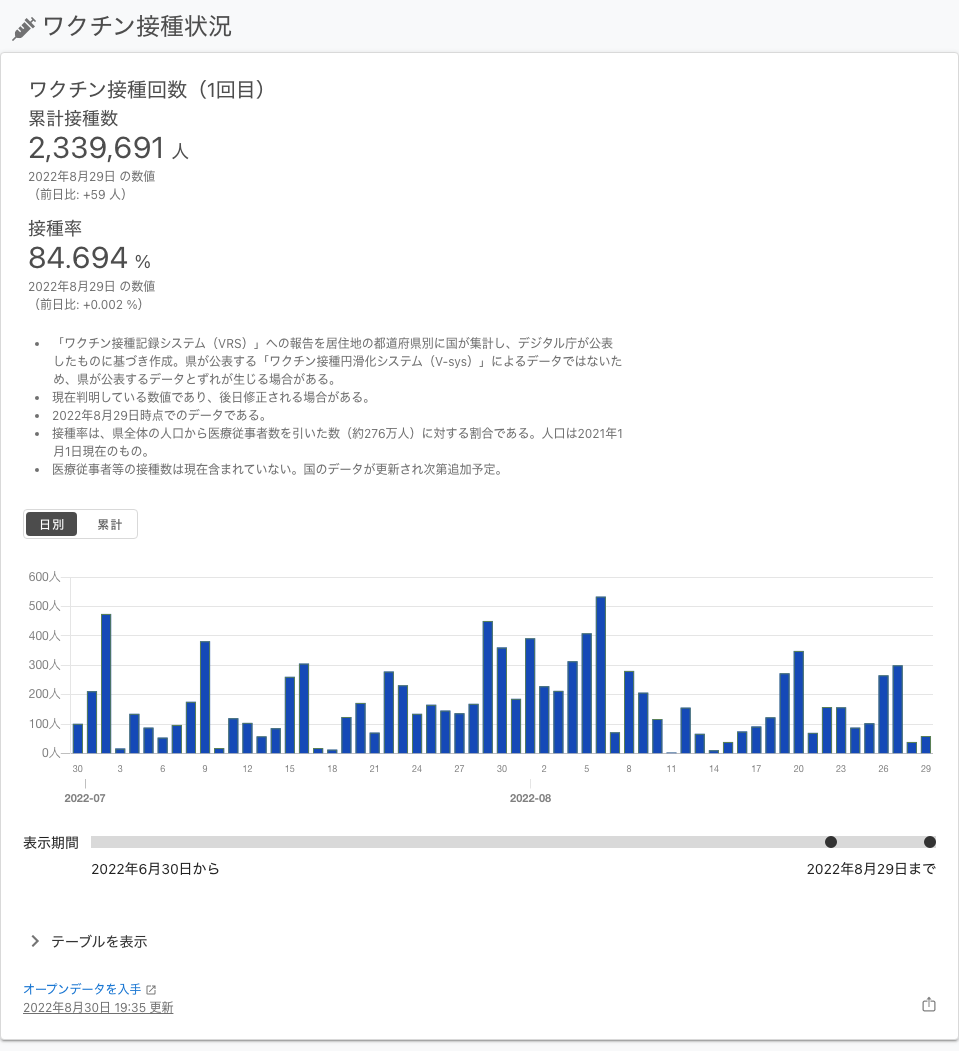 ワクチン接種状況
ワクチン接種回数（1回目）
累計接種数
2,339,691 人
2022年8月29日 の数値
（前日比: +59 人）
接種率
84.694 %
2022年8月29日 の数値
（前日比: +0.002 %）
• 「ワクチン接種記録システム（VRS）」への報告を居住地の都道府県別に国が集計し、デジタル庁が公表
したものに基づき作成。県が公表する「ワクチン接種円滑化システム（V-sys）」によるデータではないた
め、県が公表するデータとずれが生じる場合がある。
• 現在判明している数値であり、後日修正される場合がある。
• 2022年8月29日時点でのデータである。
• 接種率は、県全体の人口から医療従事者数を引いた数（約276万人）に対する割合である。人口は2021年1
月1日現在のもの。
• 医療従事者等の接種数は現在含まれていない。国のデータが更新され次第追加予定。
日別 累計
600人
500人
400人
300人
200人
100人
0人
30 3 6 9 12 15 18 21 24 27 30 2 5 8 11 14 17 20 23 26 29
2022-07 2022-08
表示期間
2022年6月30日から 2022年8月29日まで
テーブルを表示
オープンデータを入手
2022年8月30日 19:35 更新